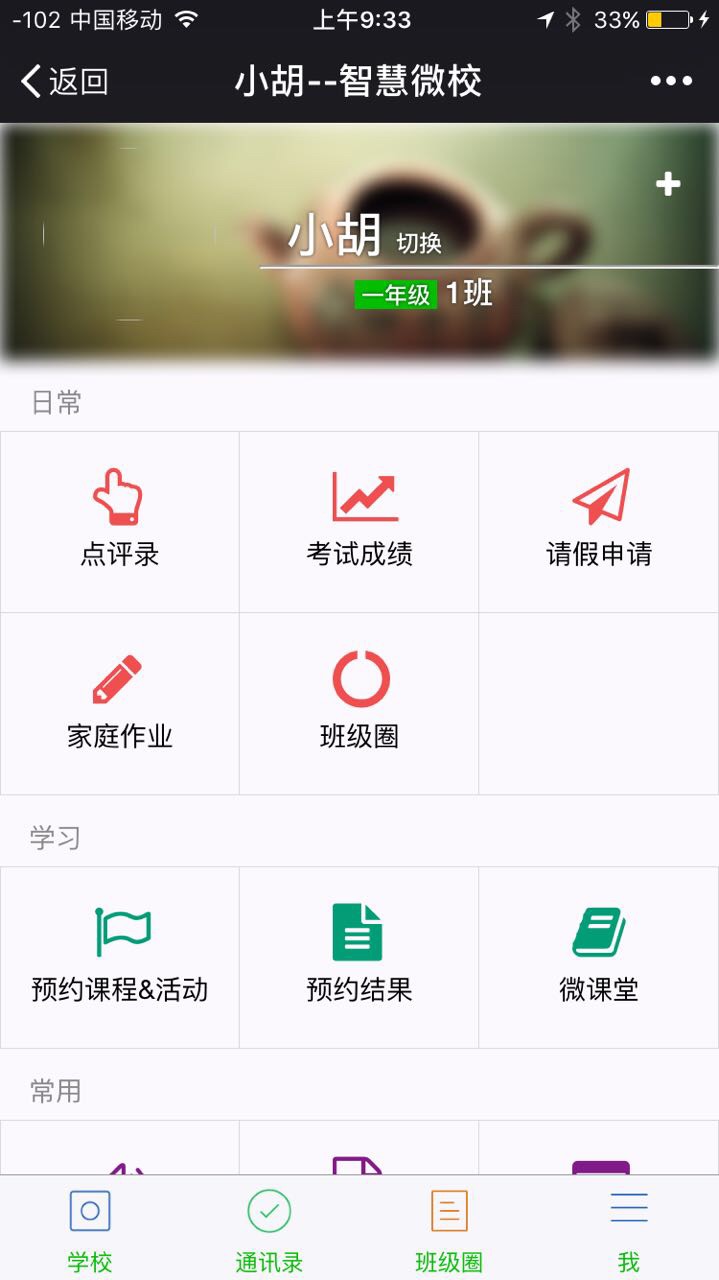 -102 中国移动 上午9:33 33%
返回 小胡--智慧微校
小胡 切换
一年级 1班
日常
点评录 考试成绩 请假申请
家庭作业 班级圈
学习
预约课程&活动 预约结果 微课堂
常用
学校 通讯录 班级圈 我